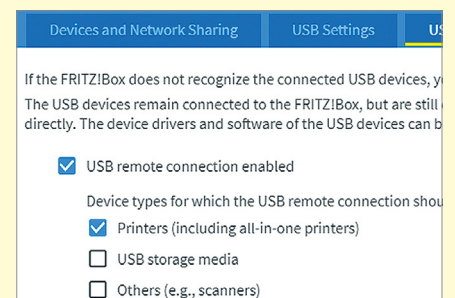 Devices and Network Sharing USB Settings
If the FRITZ!Box does not recognize the connected USB devices,
The USB devices remain connected to the FRITZ!Box, but are still
directly. The device drivers and software of the USB devices can
USB remote connection enabled
Device types for which the USB remote connection
Printers (including all-in-one printers)
USB storage media
Others (e.g., scanners)